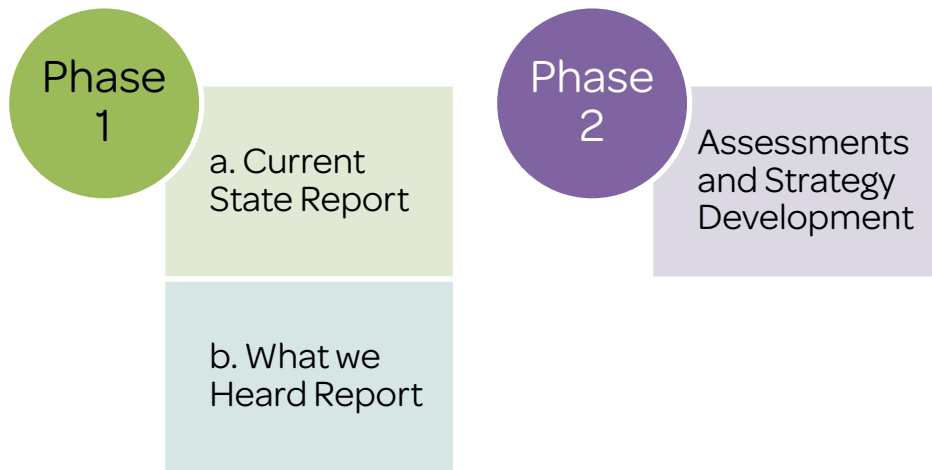 Phase
1
a. Current
State Report
b. What we
Heard Report
Phase
2
Assessments
and Strategy
Development